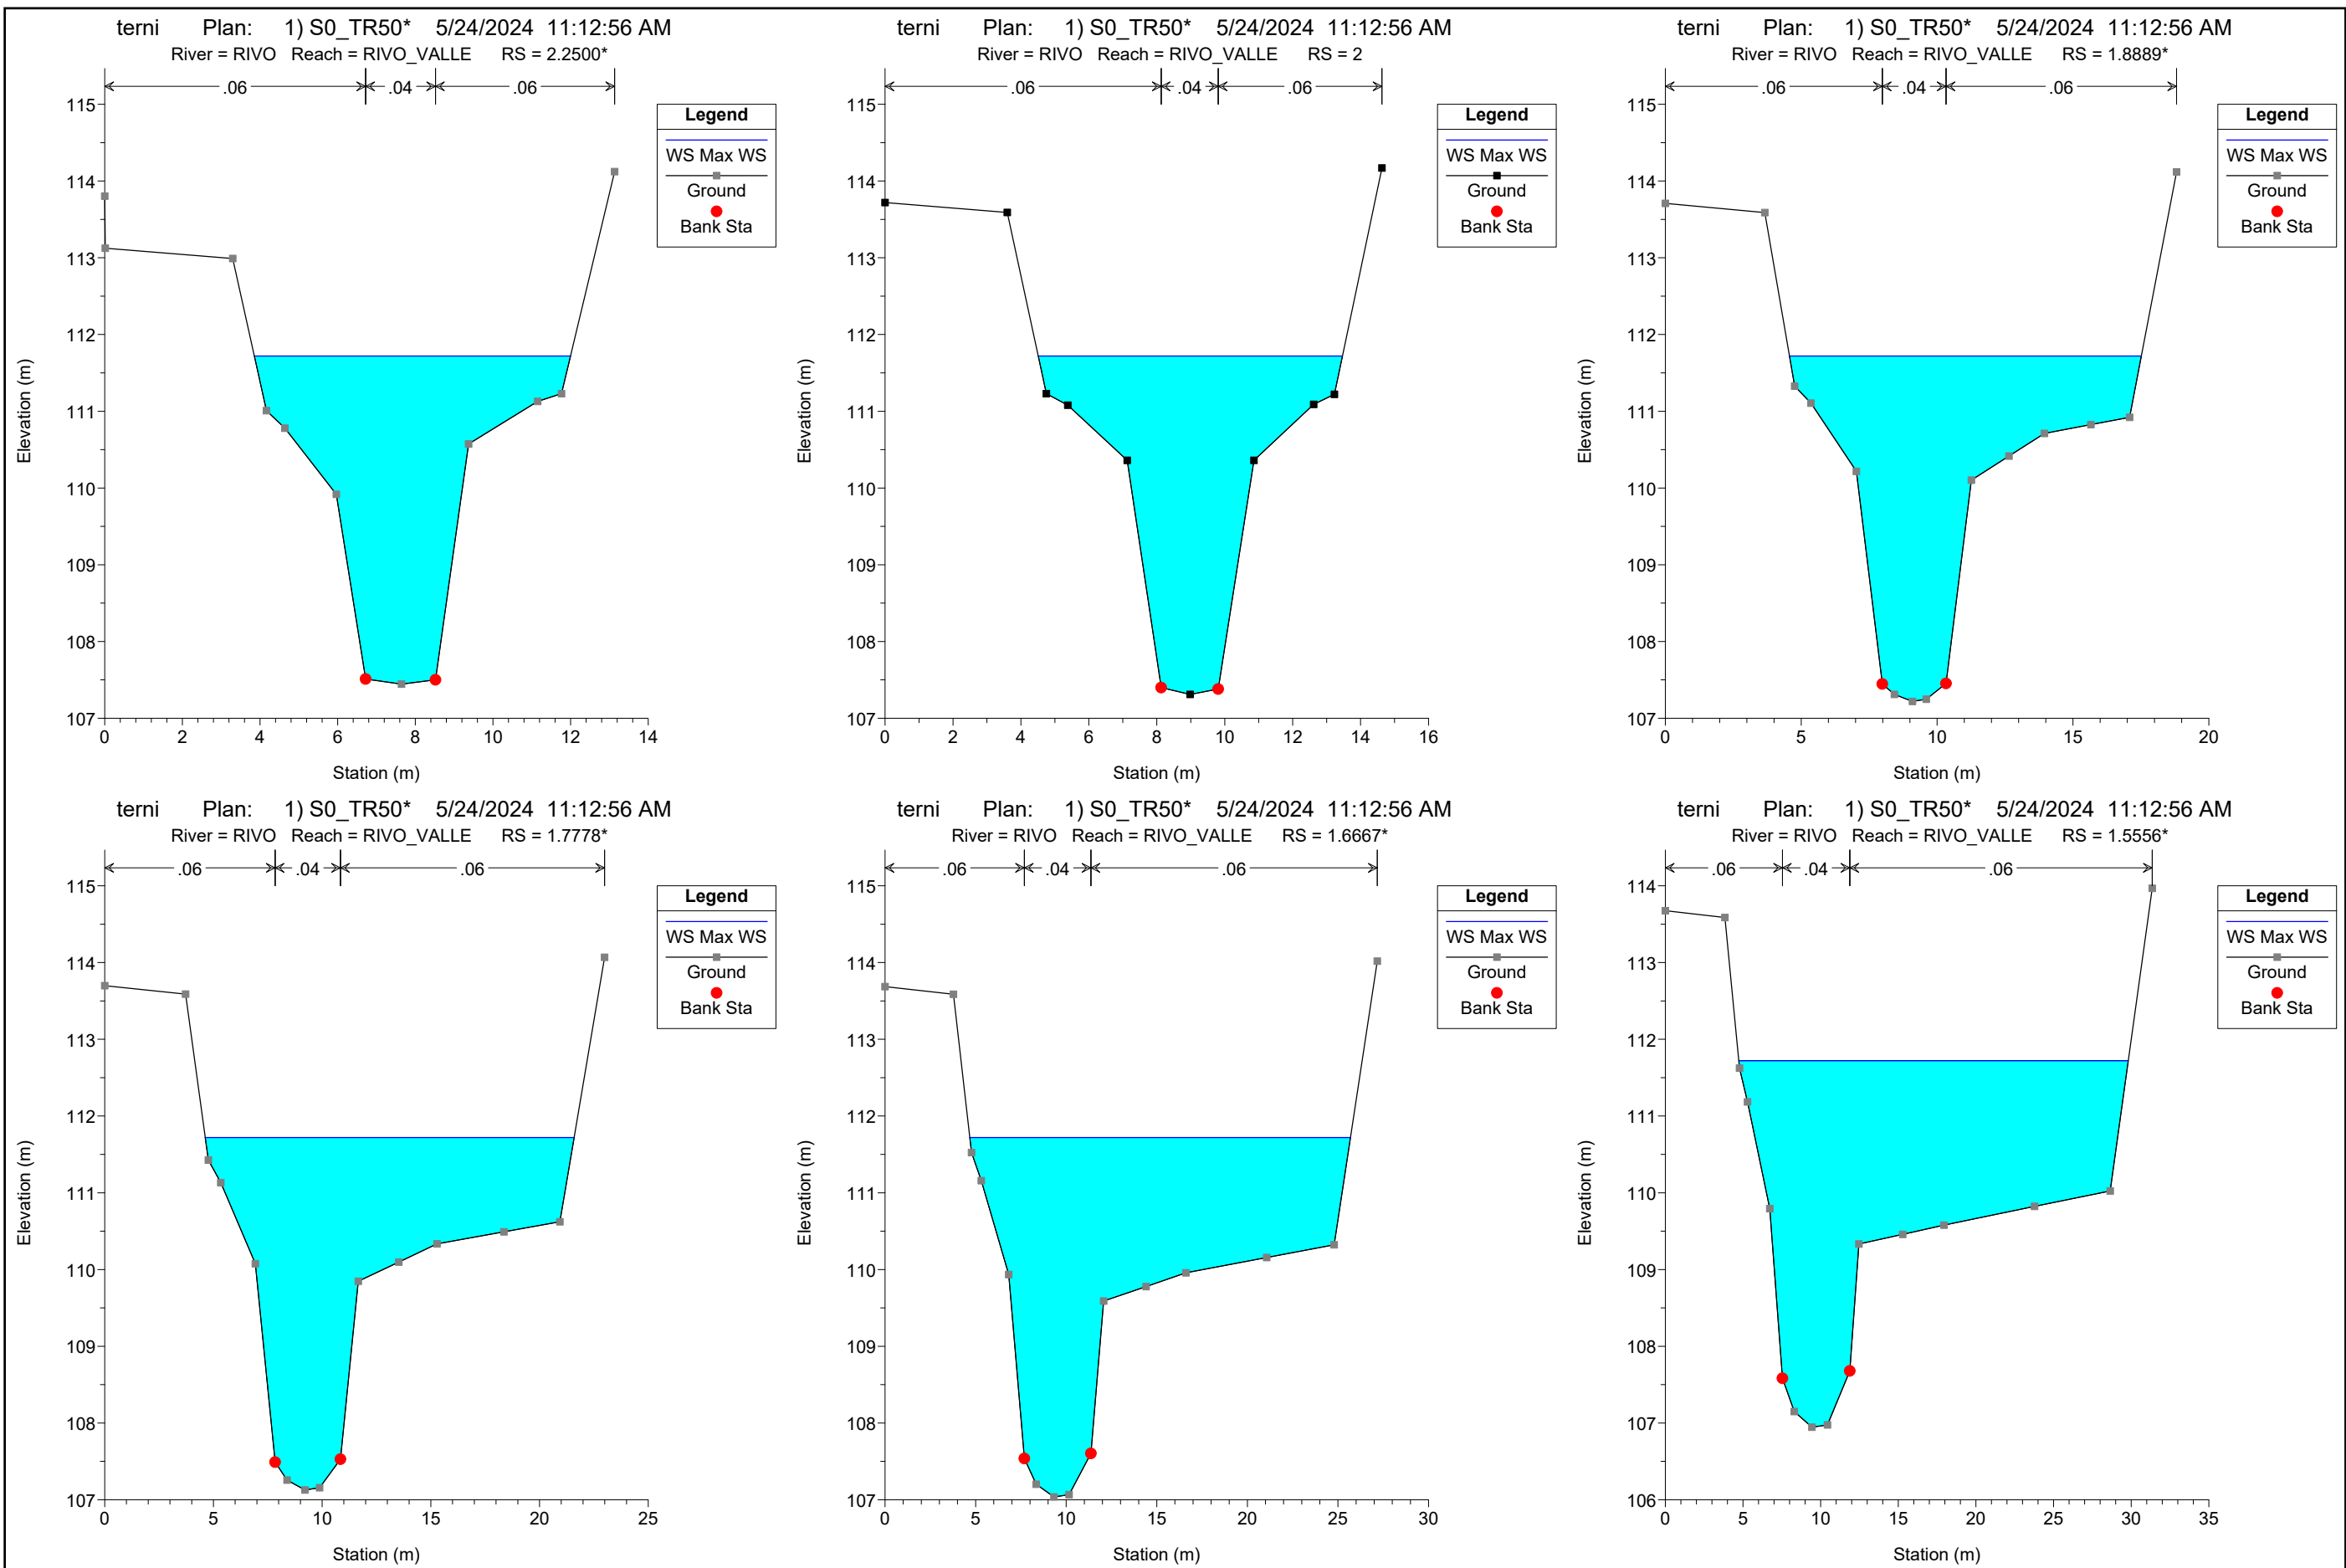 terni Plan: 1) S0_TR50* 5/24/2024 11:12:56 AM
River = RIVO Reach = RIVO_VALLE RS = 2.2500*
.06 .04 .06
Legend
WS Max WS
Ground
Bank Sta
115
114
113
112
111
110
109
108
107
Elevation (m)
0 2 4 6 8 10 12 14
Station (m)
terni Plan: 1) S0_TR50* 5/24/2024 11:12:56 AM
River = RIVO Reach = RIVO_VALLE RS = 2
.06 .04 .06
Legend
WS Max WS
Ground
Bank Sta
115
114
113
112
111
110
109
108
107
Elevation (m)
0 2 4 6 8 10 12 14 16
Station (m)
terni Plan: 1) S0_TR50* 5/24/2024 11:12:56 AM
River = RIVO Reach = RIVO_VALLE RS = 1.8889*
.06 .04 .06
Legend
WS Max WS
Ground
Bank Sta
115
114
113
112
111
110
109
108
107
Elevation (m)
0 5 10 15 20
Station (m)
terni Plan: 1) S0_TR50* 5/24/2024 11:12:56 AM
River = RIVO Reach = RIVO_VALLE RS = 1.7778*
.06 .04 .06
Legend
WS Max WS
Ground
Bank Sta
115
114
113
112
111
110
109
108
107
Elevation (m)
0 5 10 15 20 25
Station (m)
terni Plan: 1) S0_TR50* 5/24/2024 11:12:56 AM
River = RIVO Reach = RIVO_VALLE RS = 1.6667*
.06 .04 .06
Legend
WS Max WS
Ground
Bank Sta
115
114
113
112
111
110
109
108
107
Elevation (m)
0 5 10 15 20 25 30
Station (m)
terni Plan: 1) S0_TR50* 5/24/2024 11:12:56 AM
River = RIVO Reach = RIVO_VALLE RS = 1.5556*
.06 .04 .06
Legend
WS Max WS
Ground
Bank Sta
114
113
112
111
110
109
108
107
106
Elevation (m)
0 5 10 15 20 25 30 35
Station (m)